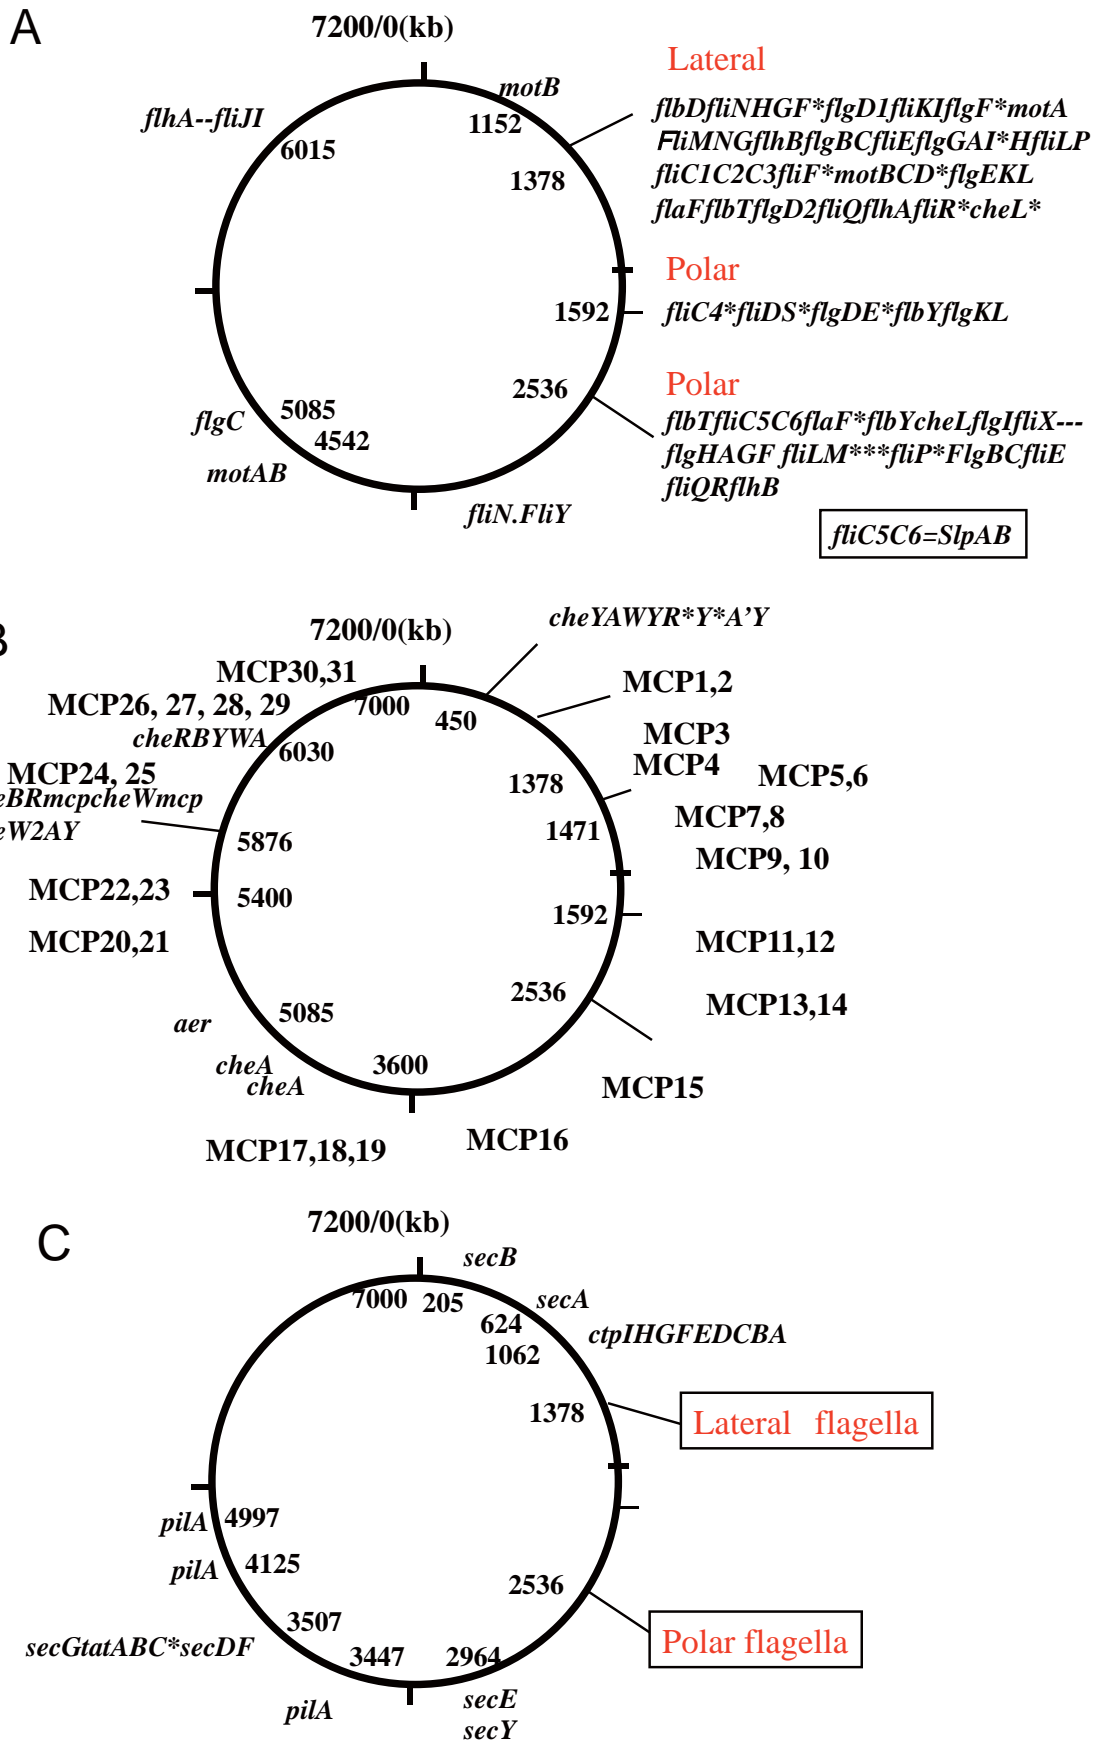 A
7200/0(kb)
motB
1152
flhA--fliJI
6015
1378
Lateral
flbDfliNHGF*flgD1fliKIflgF*motA
FliMNGflhBflgBCfliEflgGAI*HfliLP
fliC1C2C3fliF*motBCD*flgEKL
flaFflbTflgD2fliQflhAfliR*cheL*
Polar
1592
fliC4*fliDS*flgDE*flbYflgKL
2536
Polar
flbTfliC5C6flaF*flbYcheLflgIfliX---
flgHAGF fliLM***fliP*FlgBCfliE
fliQRflhB
5085
flgC
4542
motAB
fliN.FliY
fliC5C6=SlpAB
7200/0(kb)
cheYAWYR*Y*A’Y
MCP30,31
7000
450
MCP1,2
MCP26, 27, 28, 29
cheRBYWA
6030
MCP3
MCP4
MCP5,6
MCP24, 25
eBRmcpcheWmcp
eW2AY
1378
MCP7,8
5876
1471
MCP9, 10
MCP22,23
5400
1592
MCP20,21
MCP11,12
2536
MCP13,14
aer
5085
cheA
cheA
3600
MCP15
MCP17,18,19
MCP16
C
7200/0(kb)
secB
7000
205
secA
624
ctpIHGFEDCBA
1062
1378
Lateral flagella
pilA
4997
pilA
4125
2536
3507
secGtatABC*secDF
3447
2964
Polar flagella
pilA
secE
secY